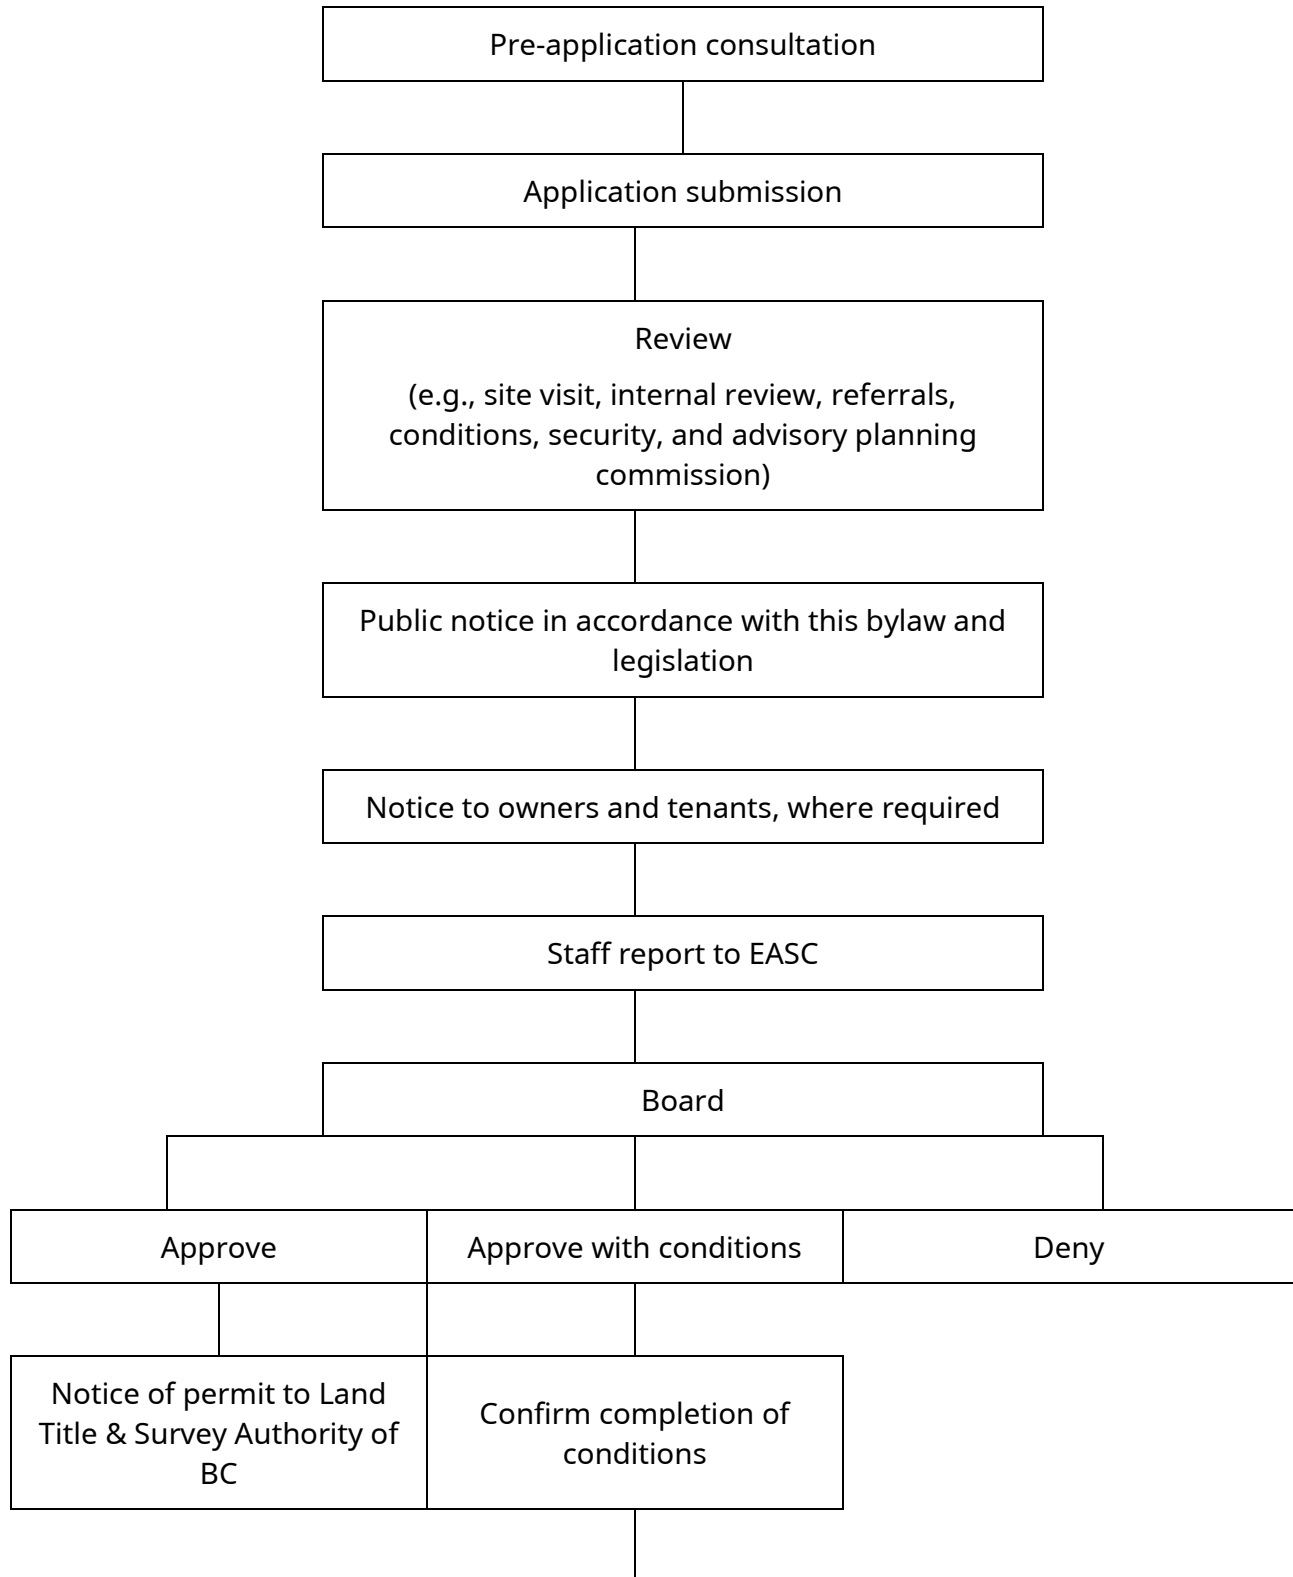 Pre-application consultation
Application submission
Review
(e.g., site visit, internal review, referrals,
conditions, security, and advisory planning
commission)
Public notice in accordance with this bylaw and
legislation
Notice to owners and tenants, where required
Staff report to EASC
Board
Approve
Approve with conditions
Deny
Notice of permit to Land
Title & Survey Authority of
BC
Confirm completion of
conditions